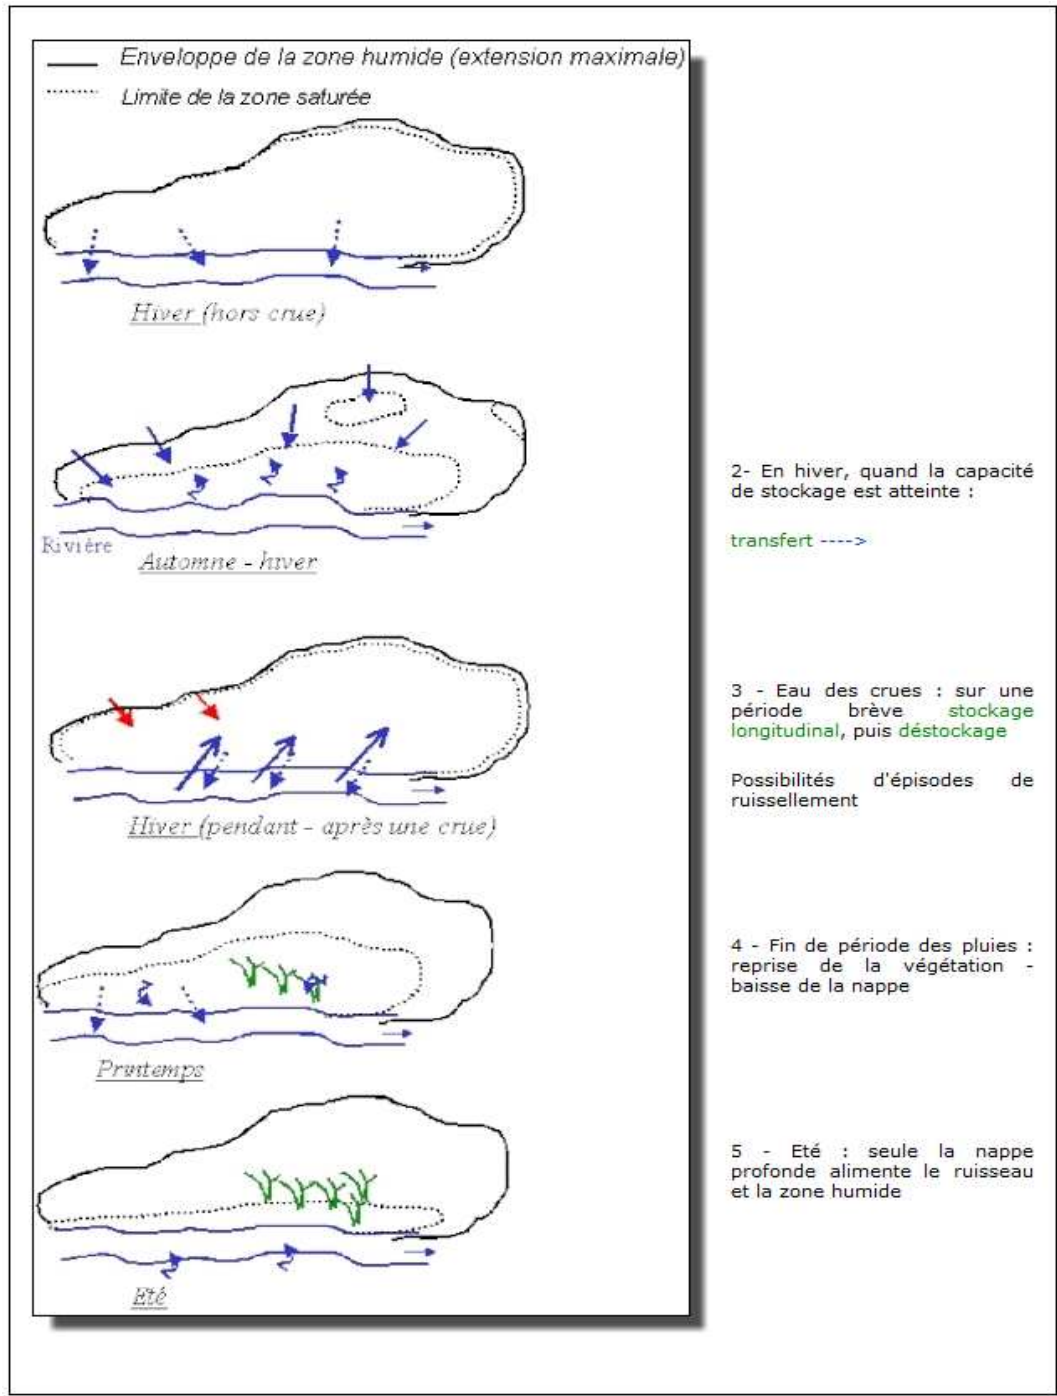 Enveloppe de la zone humide (extension maximale)
Limite de la zone saturée
Hiver (hors crue)
Rivière
Automne - hiver
2- En hiver, quand la capacité
de stockage est atteinte :
transfert ---->
Hiver (pendant - après une crue)
3 - Eau des crues : sur une
période brève stockage
longitudinal, puis déstockage
Possibilités d'épisodes de
ruissellement
Printemps
4 - Fin de période des pluies :
reprise de la végétation -
baisse de la nappe
Eté
5 - Eté : seule la nappe
profonde alimente le ruisseau
et la zone humide